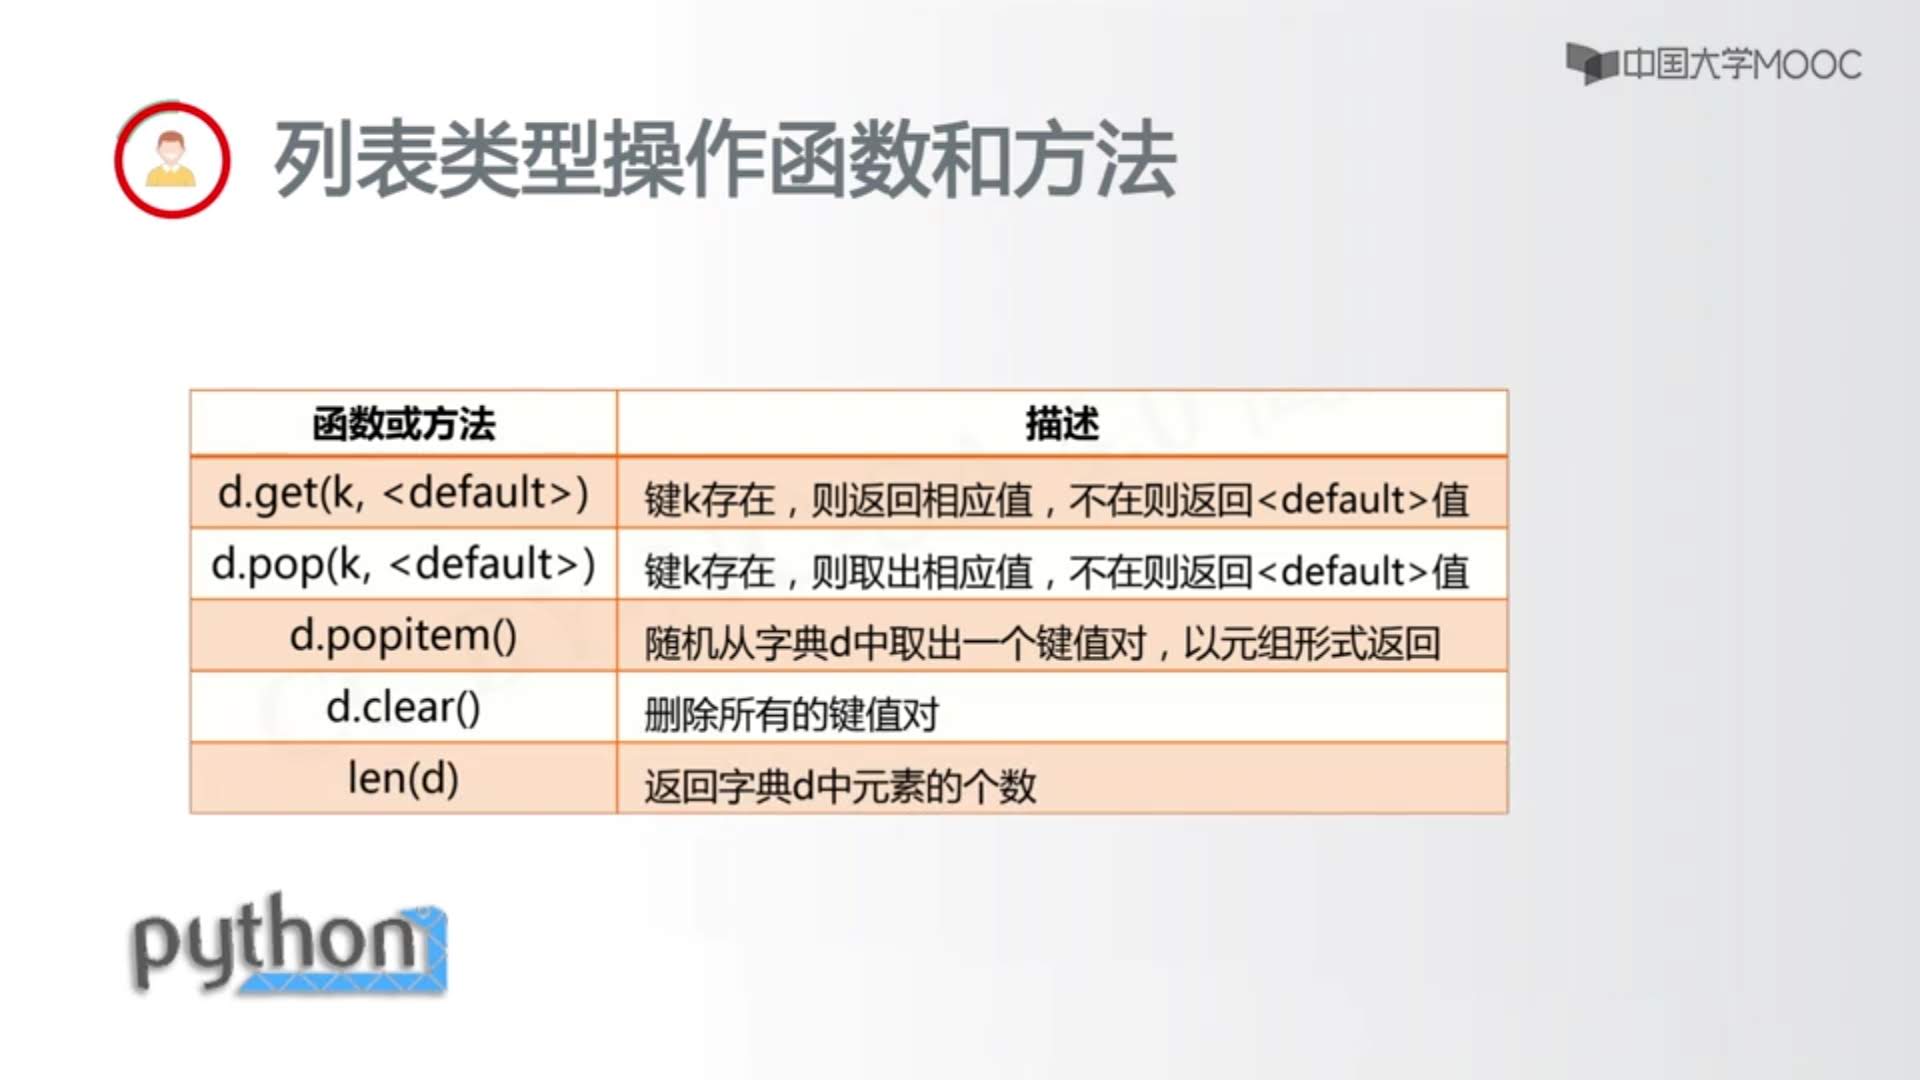 中国大学MOOC
列表类型操作函数和方法
函数或方法 描述
d.get(k, <default>) 键k存在，则返回相应值，不在则返回<default>值
d.pop(k, <default>) 键k存在，则取出相应值，不在则返回<default>值
d.popitem() 随机从字典d中取出一个键值对，以元组形式返回
d.clear() 删除所有的键值对
len(d) 返回字典d中元素的个数
python